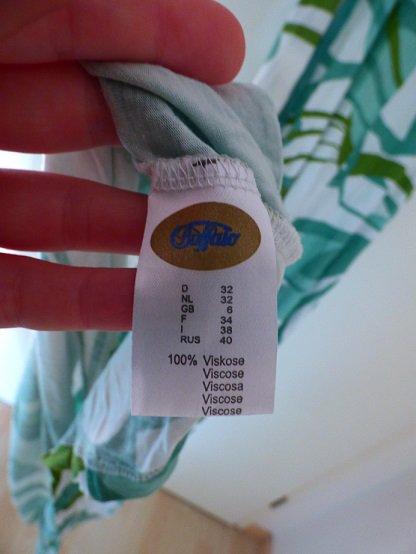 Buffalo
D 32
NL 32
GB 6
F 34
I 38
RUS 40
100% Viskose
Viscose
Viscosa
Viscose
Viscose